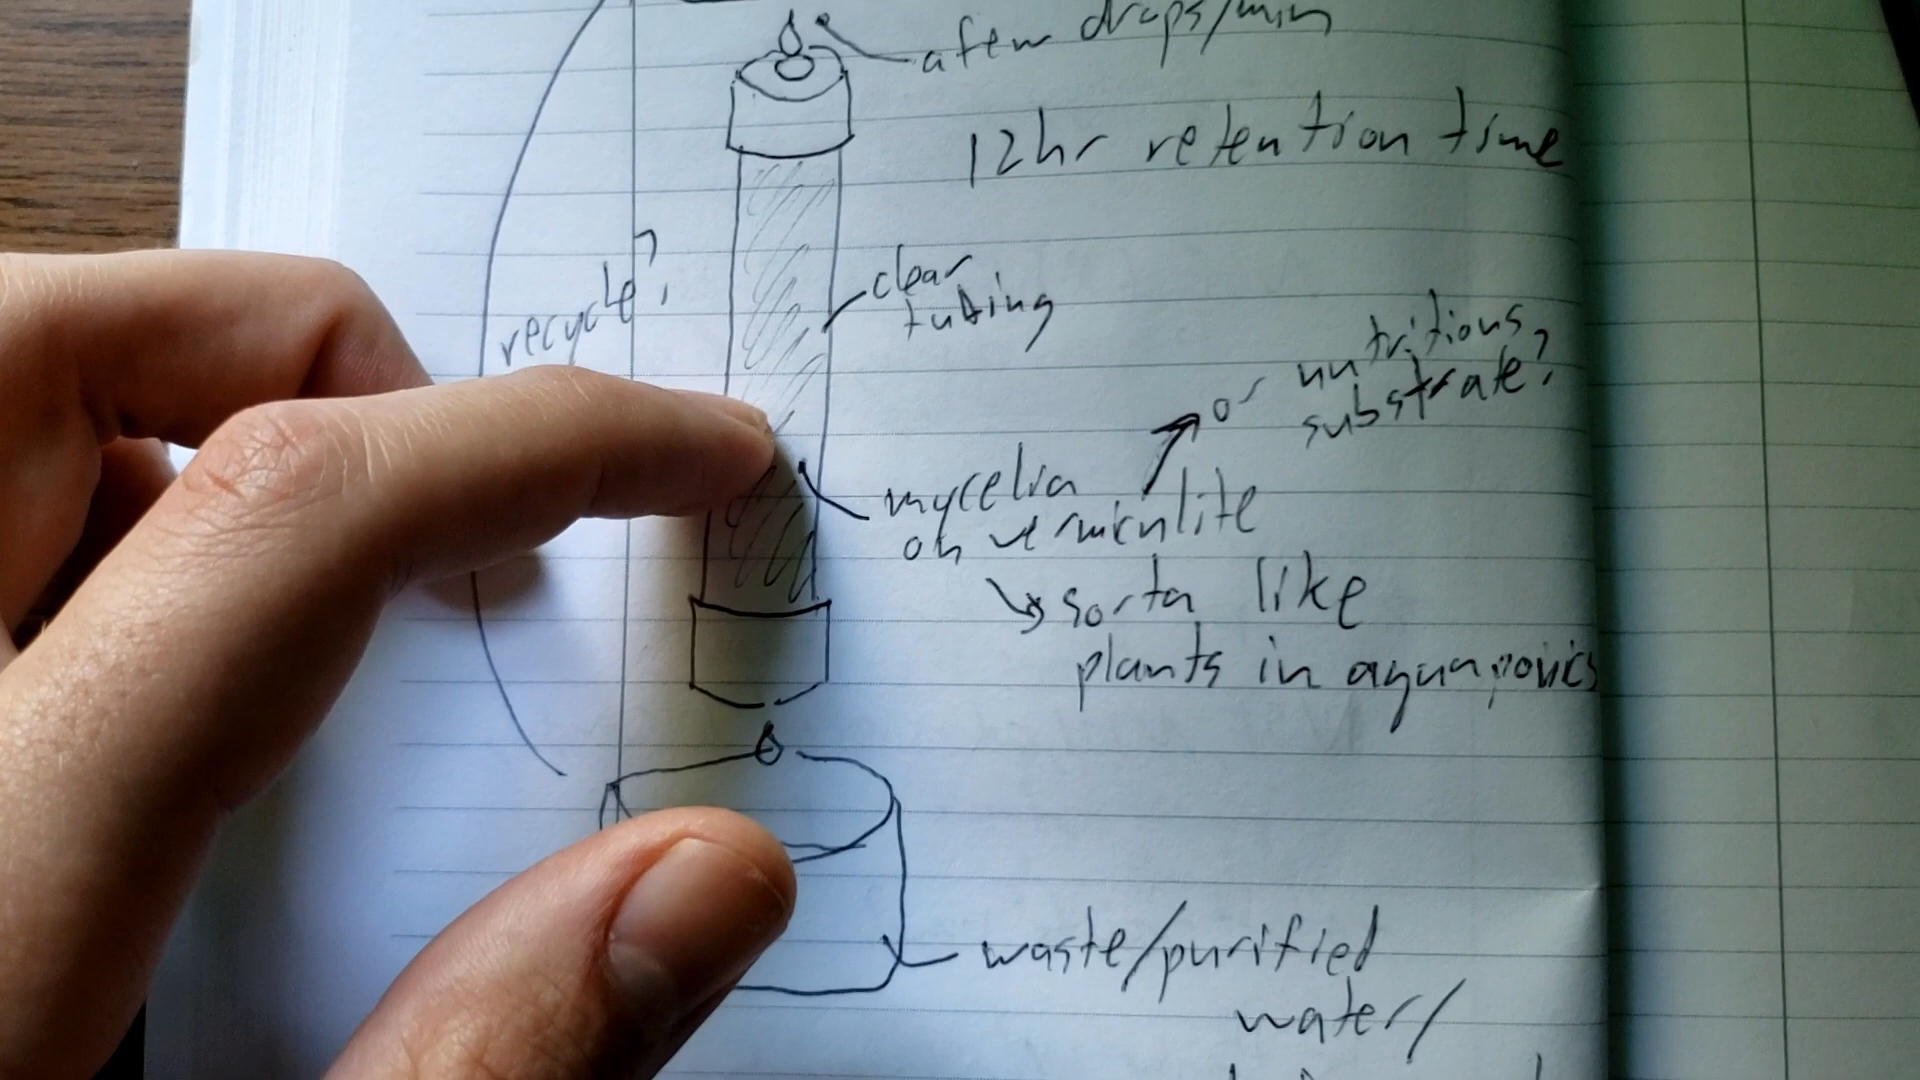 a few drops/min
12hr retention time
recycle?
clear
tubing
or nutritious
substrate?
mycelia
on vermiculite
sorta like
plants in aquaponics
waste/purified
water/